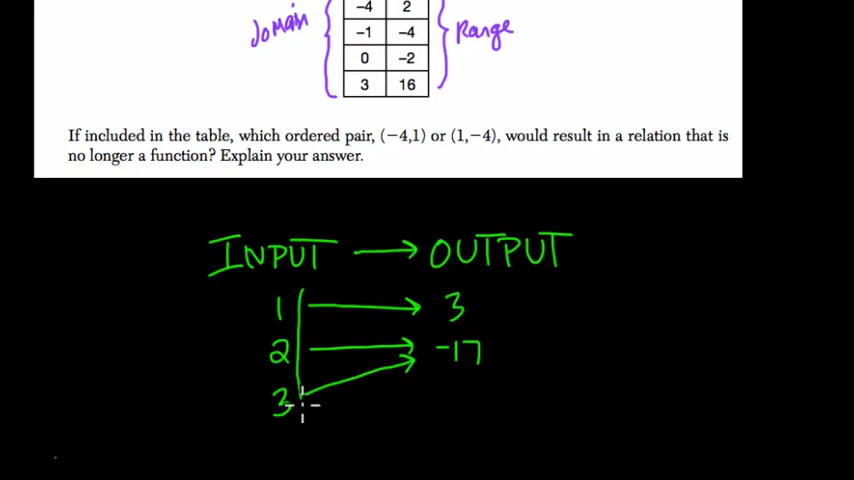 Domain
–4 2
–1 –4
0 –2
3 16
Range
If included in the table, which ordered pair, (−4,1) or (1,−4), would result in a relation that is
no longer a function? Explain your answer.
INPUT → OUTPUT
1 → 3
2 → -17
3